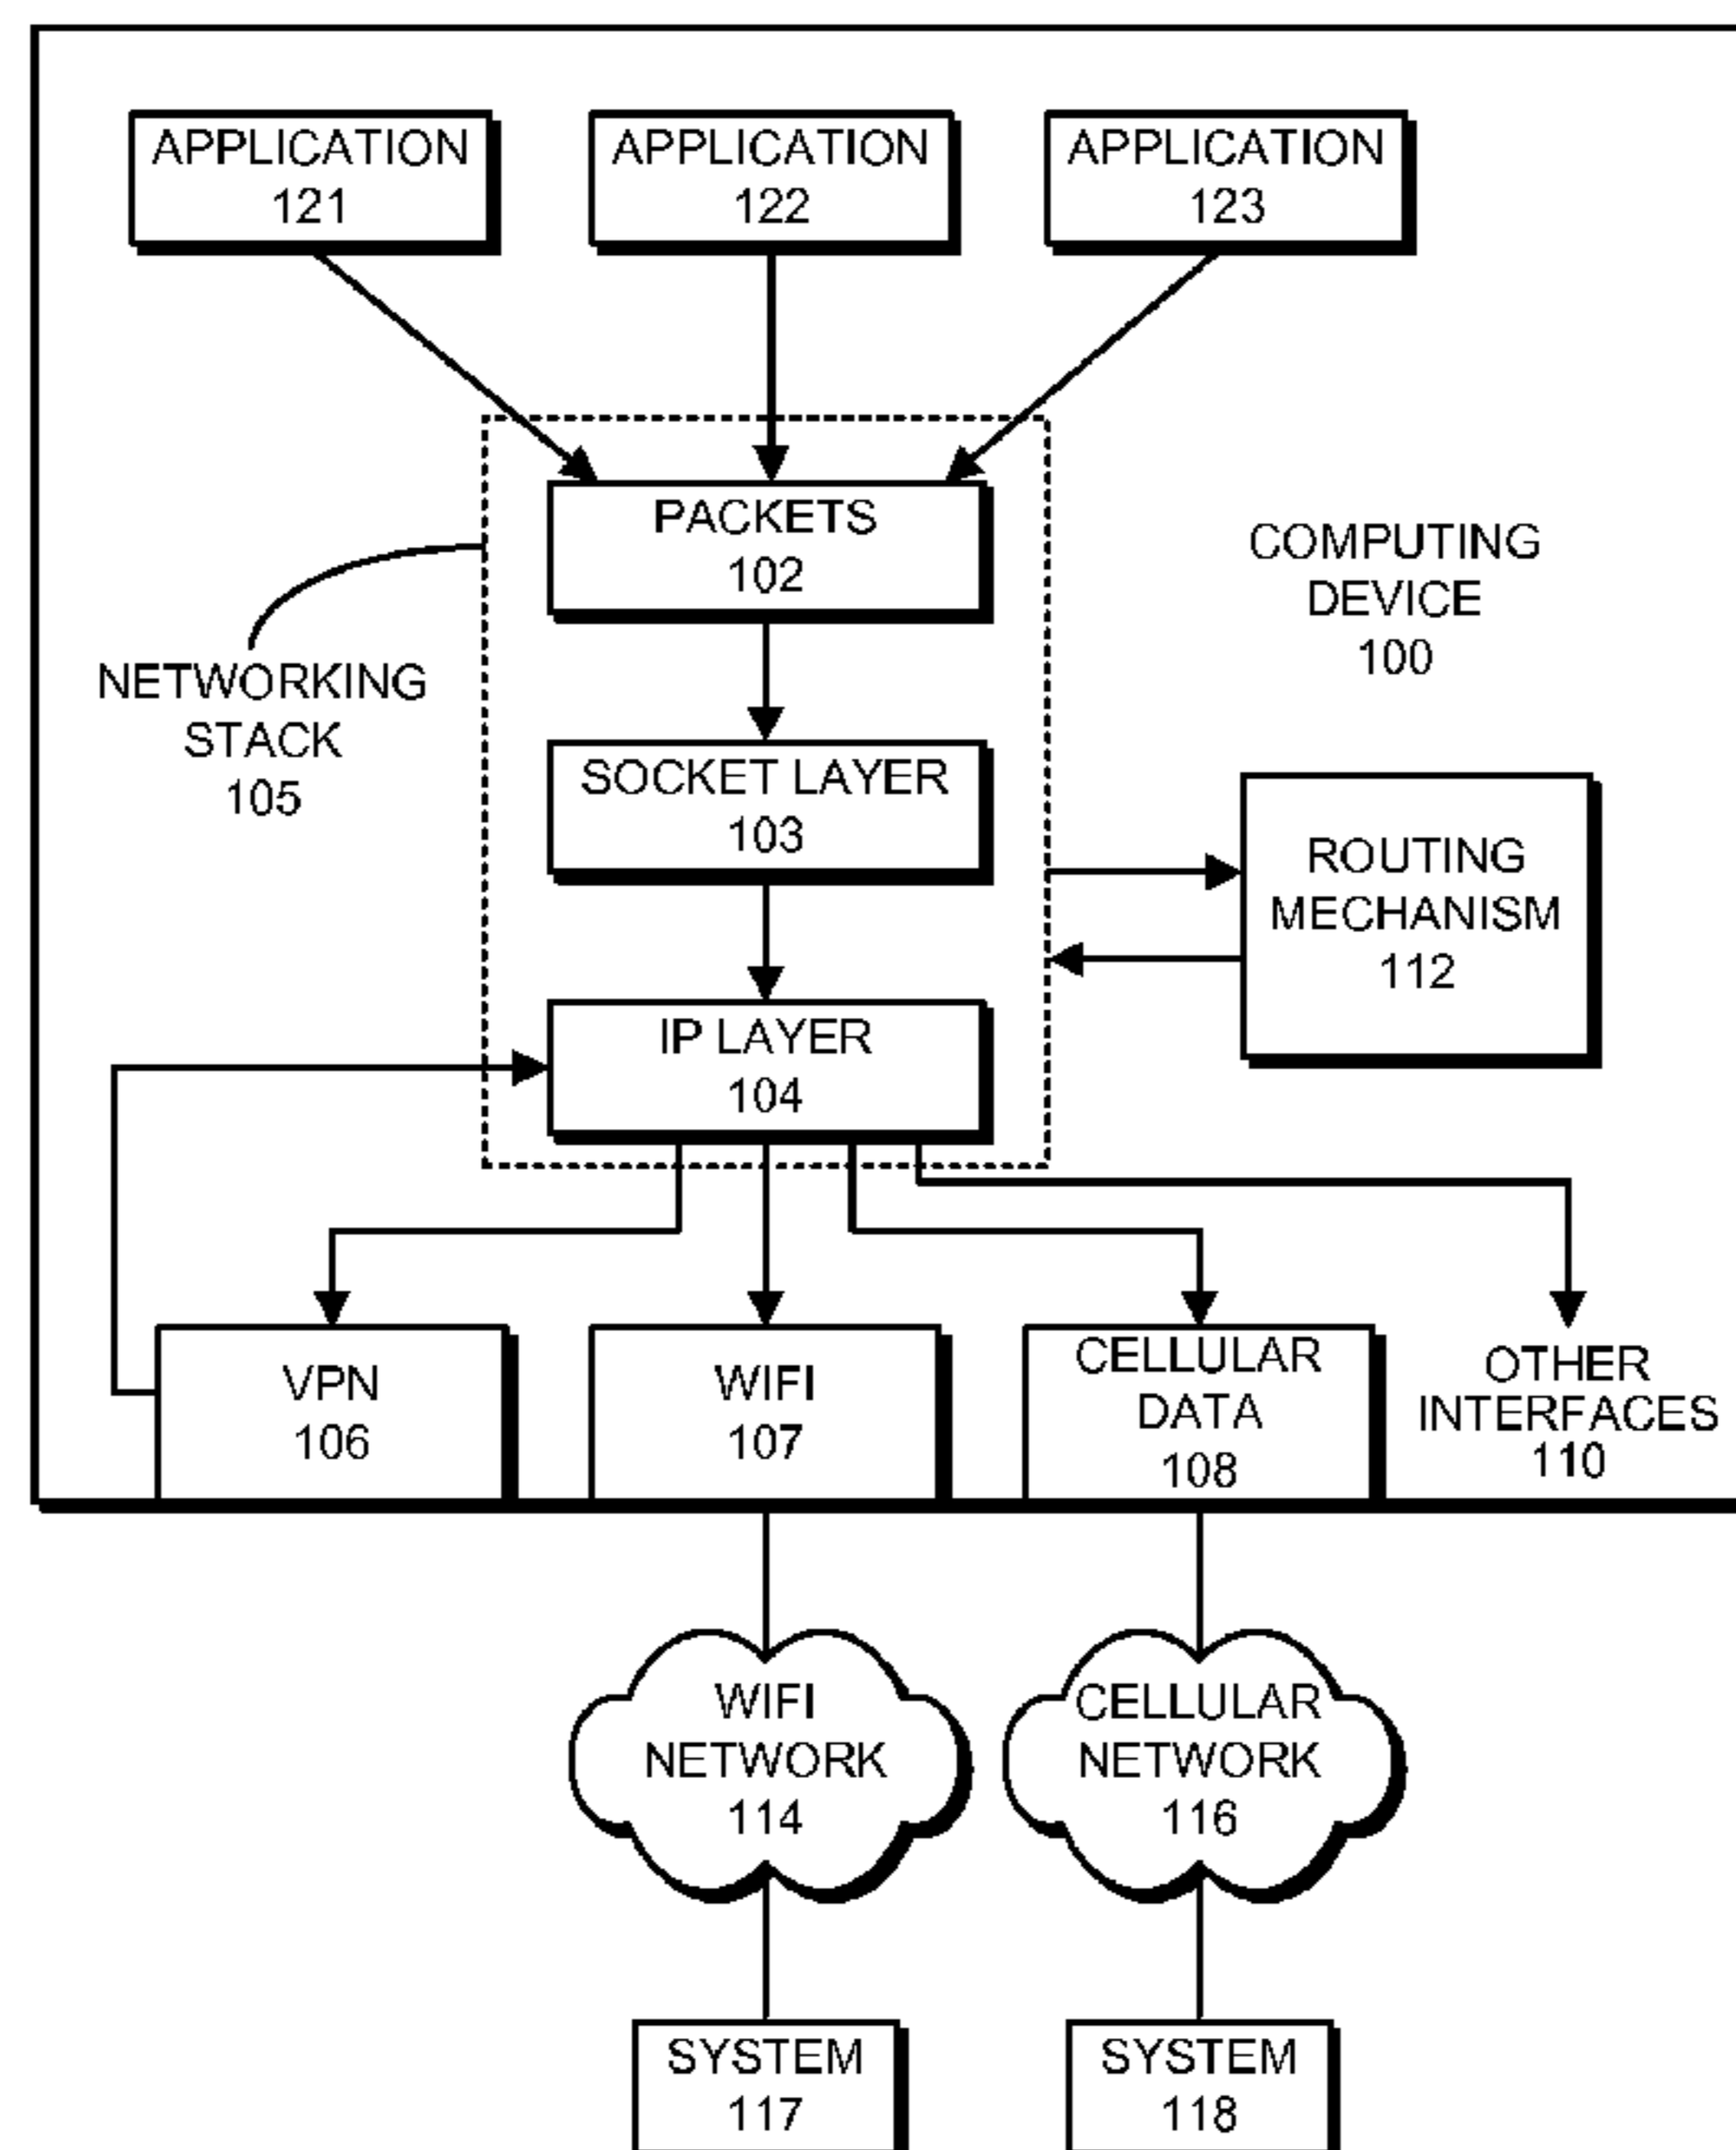 APPLICATION
121
APPLICATION
122
APPLICATION
123
PACKETS
102
COMPUTING
DEVICE
100
NETWORKING
STACK
105
SOCKET LAYER
103
ROUTING
MECHANISM
112
IP LAYER
104
VPN
106
WIFI
107
CELLULAR
DATA
108
OTHER
INTERFACES
110
WIFI
NETWORK
114
CELLULAR
NETWORK
116
SYSTEM
117
SYSTEM
118